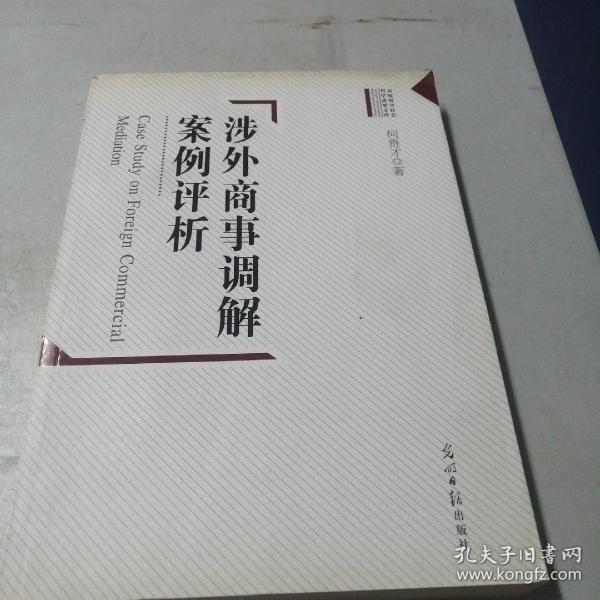 涉外商事调解
案例评析
Case Study on Foreign Commercial
Mediation
何贵才◎著
光明日报出版社
孔夫子旧书网
www.kongfz.com